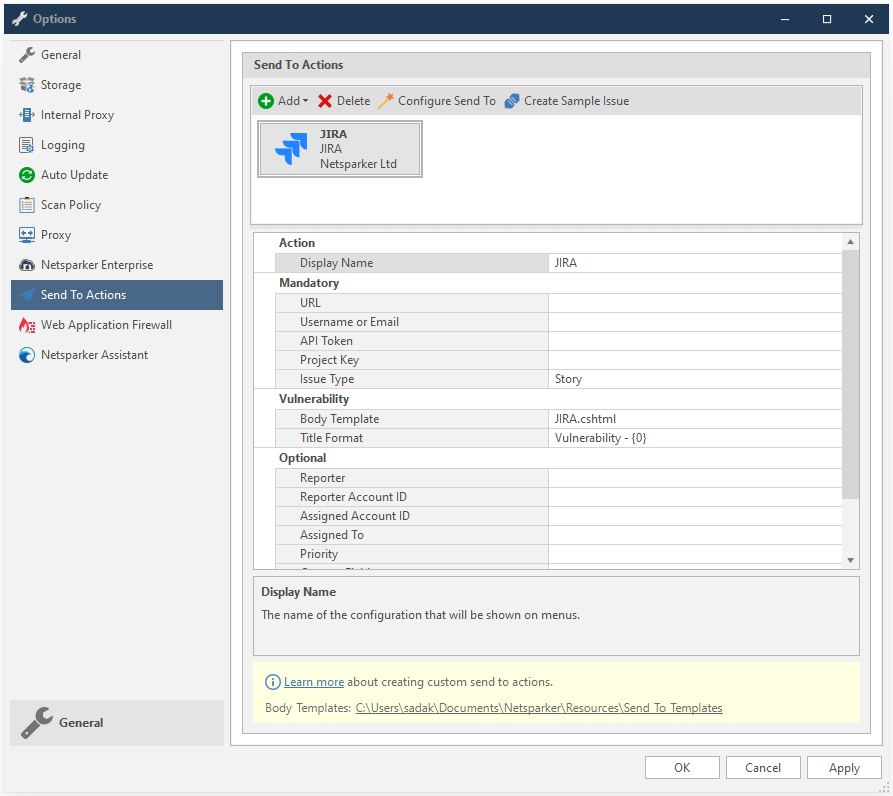 Options
General
Storage
Internal Proxy
Logging
Auto Update
Scan Policy
Proxy
Netsparker Enterprise
Send To Actions
Web Application Firewall
Netsparker Assistant
General
Send To Actions
Add Delete Configure Send To Create Sample Issue
JIRA
JIRA
Netsparker Ltd
Action
Display Name JIRA
Mandatory
URL
Username or Email
API Token
Project Key
Issue Type Story
Vulnerability
Body Template JIRA.cshtml
Title Format Vulnerability - {0}
Optional
Reporter
Reporter Account ID
Assigned Account ID
Assigned To
Priority
Display Name
The name of the configuration that will be shown on menus.
Learn more about creating custom send to actions.
Body Templates: C:\Users\sadak\Documents\Netsparker\Resources\Send To Templates
OK Cancel Apply